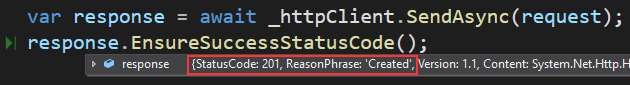 var response = await _httpClient.SendAsync(request);
response.EnsureSuccessStatusCode();
response {StatusCode: 201, ReasonPhrase: 'Created', Version: 1.1, Content: System.Net.Http.H